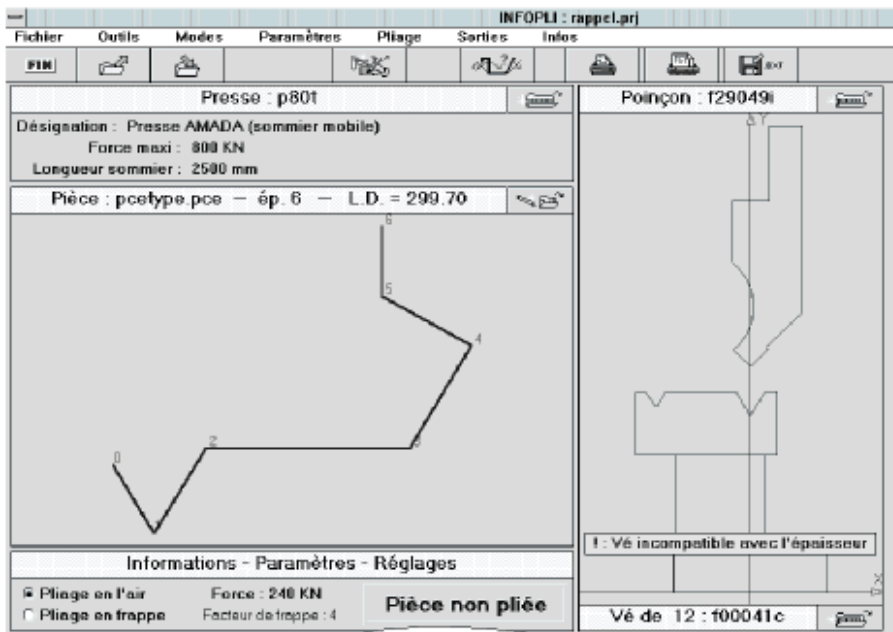 INFOPLI : rappel.prj
Fichier Outils Modes Paramètres Pliage Sorties Infos
FIN
Presse : p80t
Désignation : Presse AMADA (sommier mobile)
Force maxi : 800 KN
Longueur sommier : 2500 mm
Pièce : pcetype.pce – ép. 6 – L.D. = 299.70
6
5
4
0
2
3
Informations - Paramètres - Réglages
Pliage en l'air Force : 240 KN
Pliage en frappe Facteur de frappe : 4
Pièce non pliée
Poinçon : f29049i
Y
! : Vé incompatible avec l'épaisseur
X
Vé de 12 : f00041c